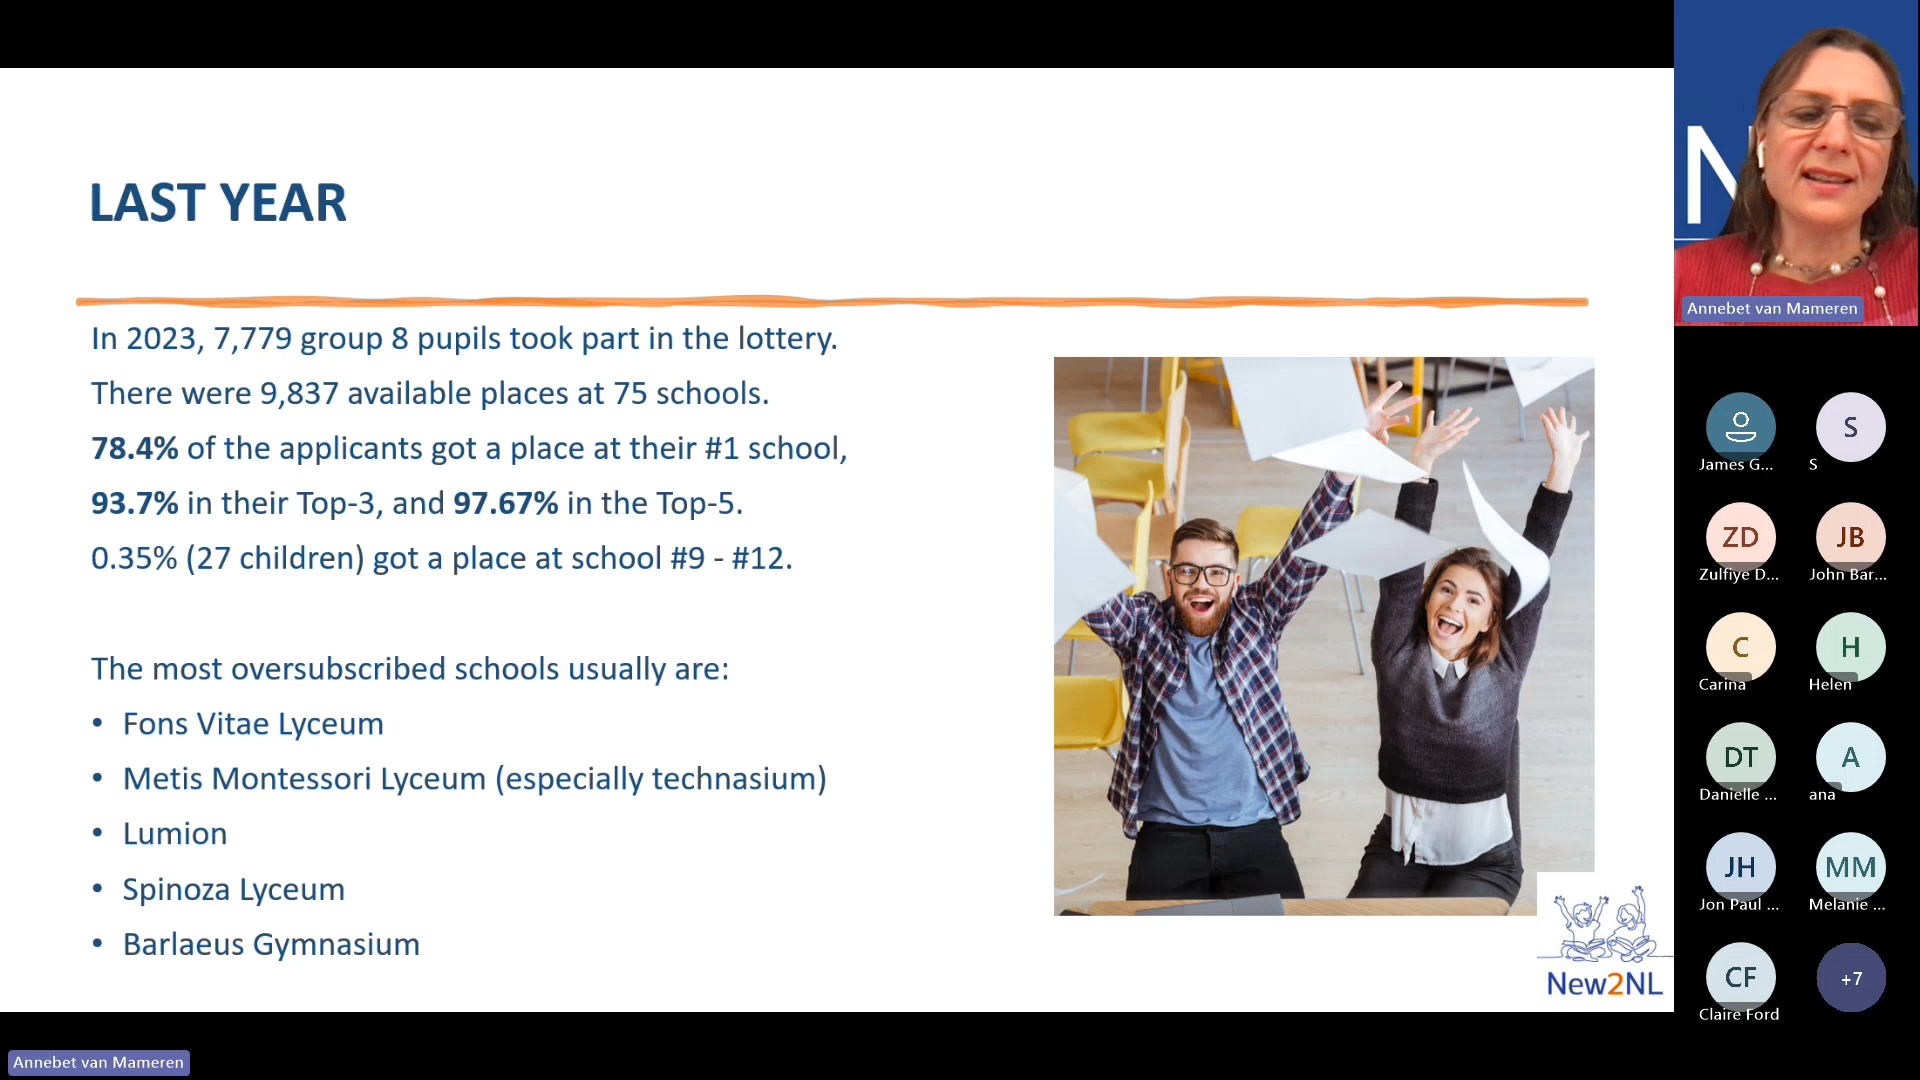 LAST YEAR
In 2023, 7,779 group 8 pupils took part in the lottery.
There were 9,837 available places at 75 schools.
78.4% of the applicants got a place at their #1 school,
93.7% in their Top-3, and 97.67% in the Top-5.
0.35% (27 children) got a place at school #9 - #12.
The most oversubscribed schools usually are:
• Fons Vitae Lyceum
• Metis Montessori Lyceum (especially technasium)
• Lumion
• Spinoza Lyceum
• Barlaeus Gymnasium
New2NL
N
Annebet van Mameren
James G...
S
S
ZD
Zulfiye D...
JB
John Bar...
C
Carina
H
Helen
DT
Danielle ...
A
ana
JH
Jon Paul ...
MM
Melanie ...
CF
Claire Ford
+7
Annebet van Mameren